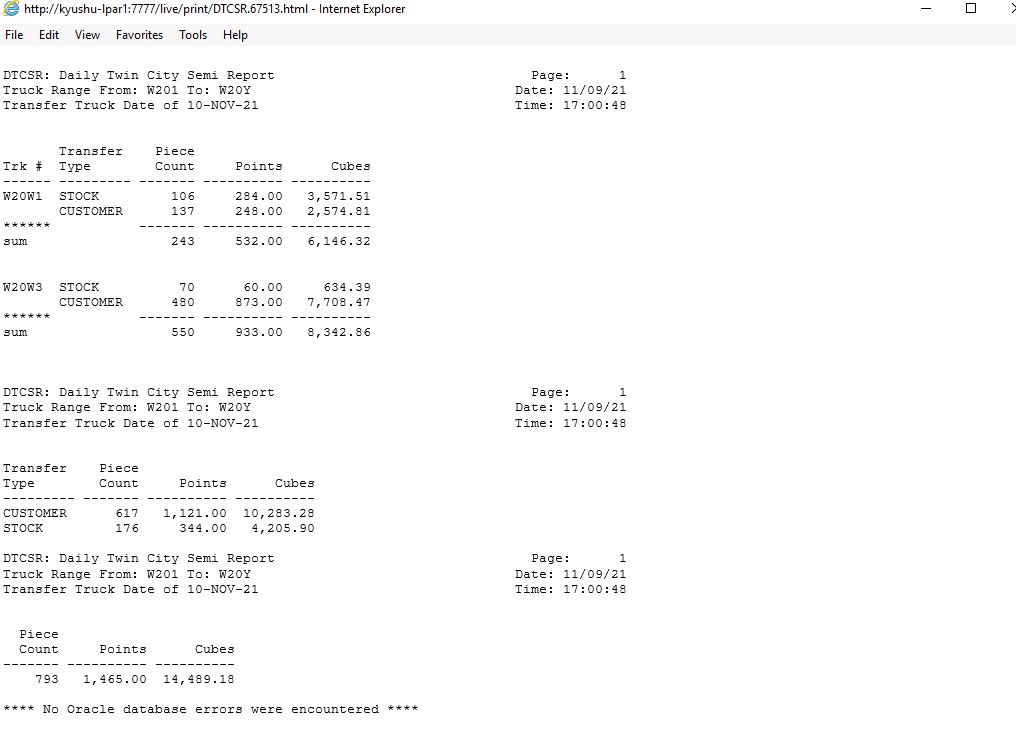 http://kyushu-lpar1:7777/live/print/DTCSR.67513.html - Internet Explorer
File Edit View Favorites Tools Help
DTCSR: Daily Twin City Semi Report Page: 1
Truck Range From: W201 To: W20Y Date: 11/09/21
Transfer Truck Date of 10-NOV-21 Time: 17:00:48
Transfer Piece
Trk # Type Count Points Cubes
------ --------- ------- ---------- ----------
W20W1 STOCK 106 284.00 3,571.51
CUSTOMER 137 248.00 2,574.81
****** ------- ---------- ----------
sum 243 532.00 6,146.32
W20W3 STOCK 70 60.00 634.39
CUSTOMER 480 873.00 7,708.47
****** ------- ---------- ----------
sum 550 933.00 8,342.86
DTCSR: Daily Twin City Semi Report Page: 1
Truck Range From: W201 To: W20Y Date: 11/09/21
Transfer Truck Date of 10-NOV-21 Time: 17:00:48
Transfer Piece
Type Count Points Cubes
--------- ------- ---------- ----------
CUSTOMER 617 1,121.00 10,283.28
STOCK 176 344.00 4,205.90
DTCSR: Daily Twin City Semi Report Page: 1
Truck Range From: W201 To: W20Y Date: 11/09/21
Transfer Truck Date of 10-NOV-21 Time: 17:00:48
Piece
Count Points Cubes
------- ---------- ----------
793 1,465.00 14,489.18
**** No Oracle database errors were encountered ****